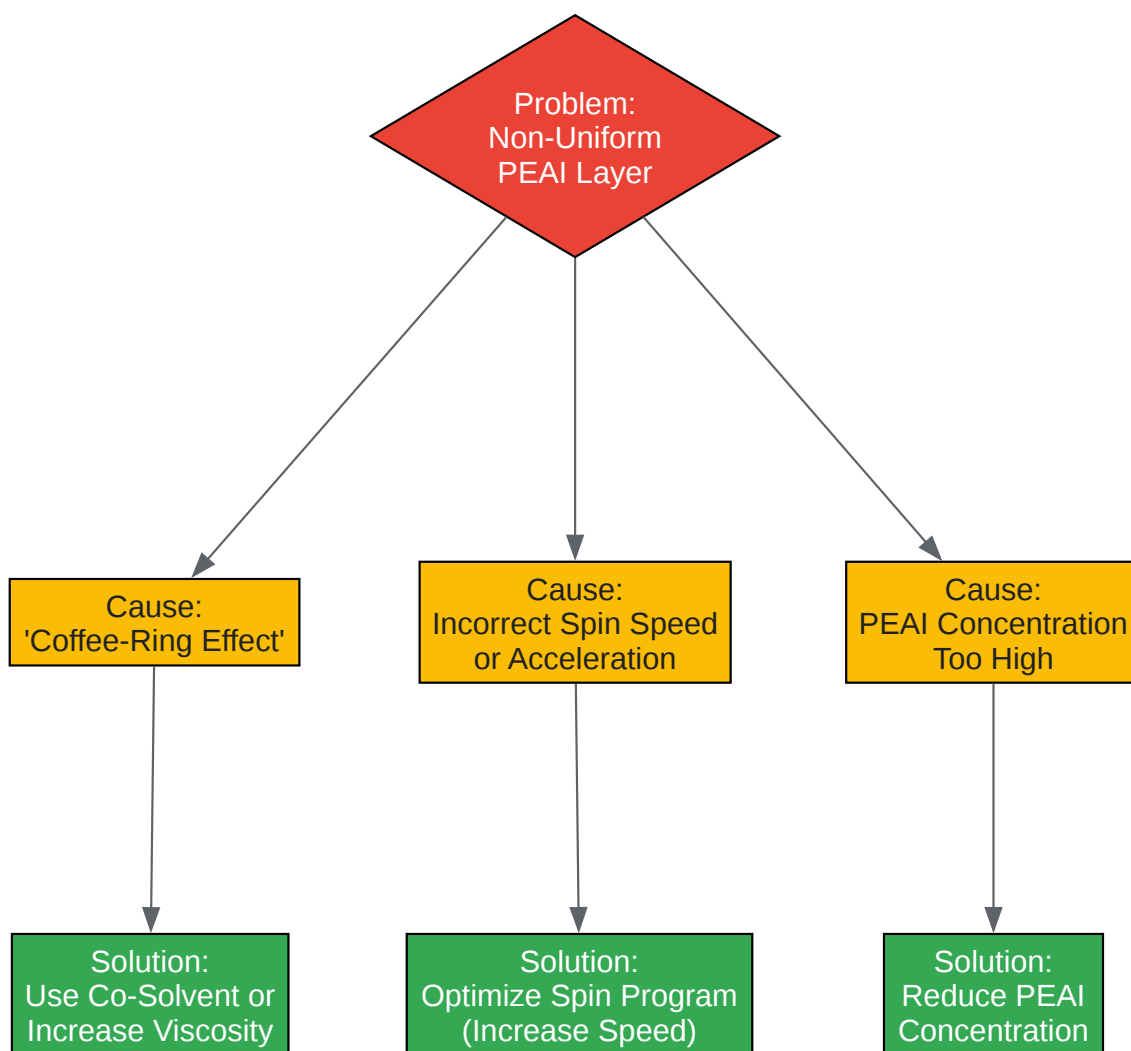 Problem:
Non-Uniform
PEAI Layer
Cause:
'Coffee-Ring Effect'
Cause:
Incorrect Spin Speed
or Acceleration
Cause:
PEAI Concentration
Too High
Solution:
Use Co-Solvent or
Increase Viscosity
Solution:
Optimize Spin Program
(Increase Speed)
Solution:
Reduce PEAI
Concentration